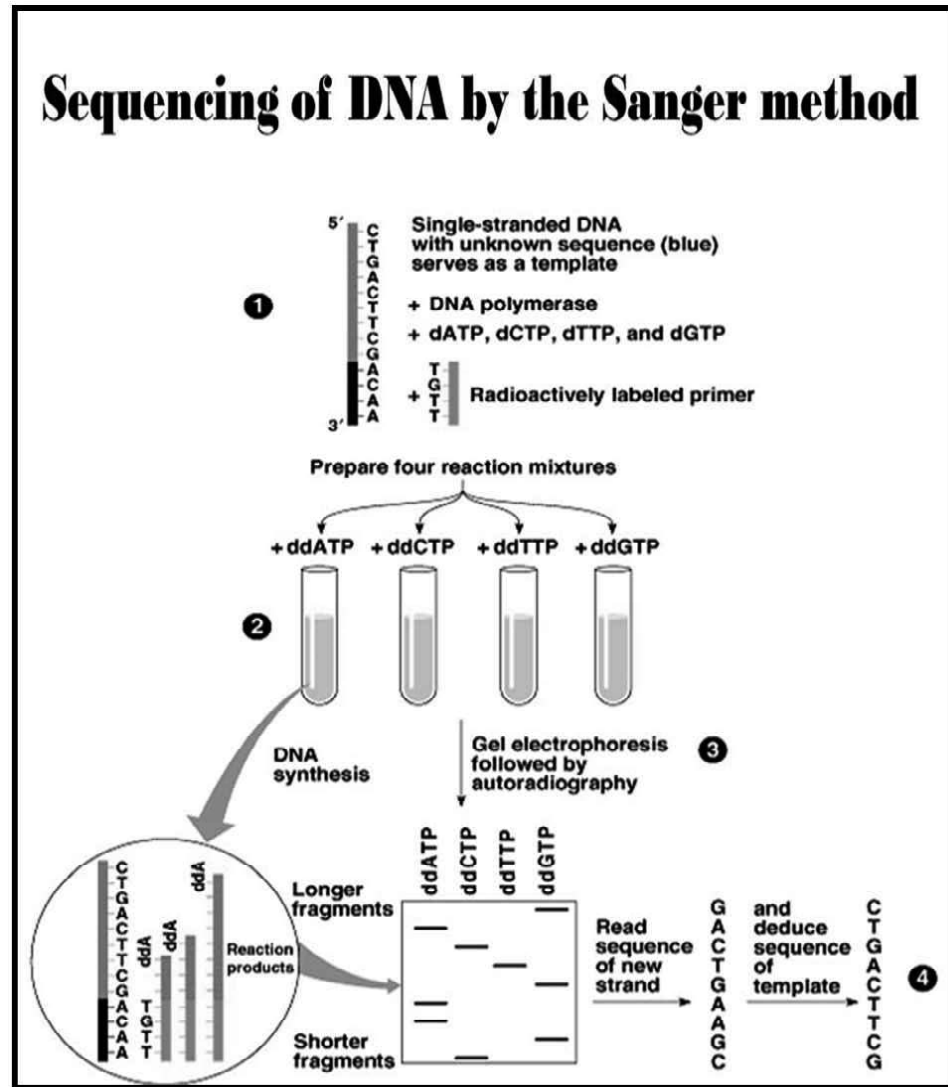 Sequencing of DNA by the Sanger method
5'
C
T
G
A
C
T
T
C
G
A
C
A
A
3'
Single-stranded DNA
with unknown sequence (blue)
serves as a template
1
+ DNA polymerase
+ dATP, dCTP, dTTP, and dGTP
+
T
G
T
T
Radioactively labeled primer
Prepare four reaction mixtures
+ddATP +ddCTP +ddTTP +ddGTP
2
DNA
synthesis
Gel electrophoresis
followed by
autoradiography
3
C
T
G
A
C
T
T
C
G
A
C
A
A
T
G
T
T
ddA
ddA
ddA
Reaction
products
ddATP
ddCTP
ddTTP
ddGTP
Longer
fragments
Shorter
fragments
Read
sequence
of new
strand
G
A
C
T
G
A
A
G
C
and
deduce
sequence
of
template
C
T
G
A
C
T
T
C
G
4